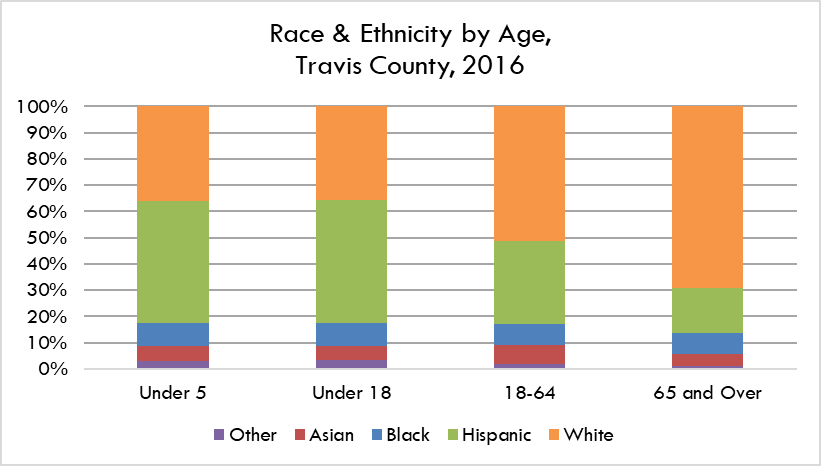 Race & Ethnicity by Age,
Travis County, 2016
100%
90%
80%
70%
60%
50%
40%
30%
20%
10%
0%
Under 5 Under 18 18-64 65 and Over
Other Asian Black Hispanic White